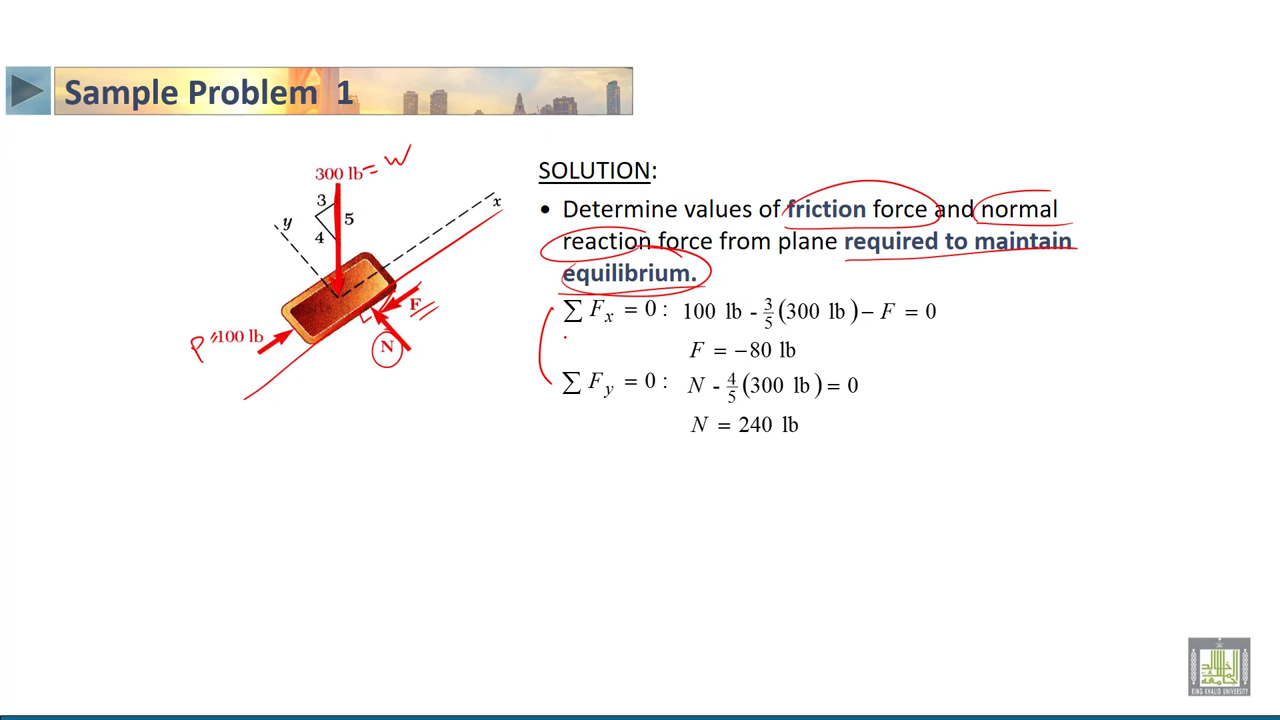 Sample Problem 1
300 lb = W
3
5
4
y
x
P = 100 lb
F
N
SOLUTION:
• Determine values of friction force and normal
reaction force from plane required to maintain
equilibrium.
∑ Fx = 0 : 100 lb - 3/5 (300 lb) − F = 0
F = −80 lb
∑ Fy = 0 : N - 4/5 (300 lb) = 0
N = 240 lb
KING KHALID UNIVERSITY